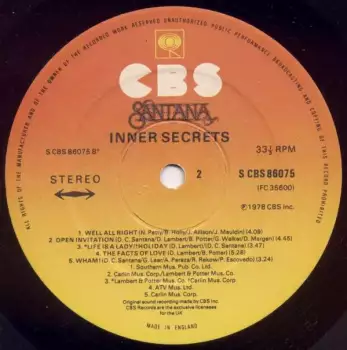 ALL RIGHTS OF THE MANUFACTURER AND OF THE OWNER OF THE RECORDED WORK RESERVED UNAUTHORISED PUBLIC PERFORMANCE BROADCASTING AND COPYING OF THIS RECORD PROHIBITED
CBS
SANTANA
INNER SECRETS
S CBS 86075 B
33⅓ RPM
STEREO
2
S CBS 86075
(FC 35600)
℗1978 CBS Inc.
1. WELL ALL RIGHT (N. Petty/B. Holly/J. Allison/J. Mauldin) (4.09)
2. OPEN INVITATION (D. C. Santana/D. Lambert/B. Potter/G. Walker/D. Margen) (4.45)
3. *LIFE IS A LADY/†HOLIDAY (*D. Lambert/†D. C. Santana) (3.47)
4. THE FACTS OF LOVE (D. Lambert/B. Potter) (5.28)
5. WHAM! (D. C. Santana/G. Lear/A. Peraza/R. Rekow/P. Escovedo) (3.24)
1. Southern Mus. Pub Co. Ltd.
2. Carlin Mus. Corp./Lambert & Potter Mus. Co
3. *Lambert & Potter Mus. Co. †Carlin Mus. Corp
4. ATV Mus. Ltd.
5. Carlin Mus. Corp
Original sound recording made by CBS Inc.
CBS Records are the exclusive licensees
for the UK
MADE IN ENGLAND